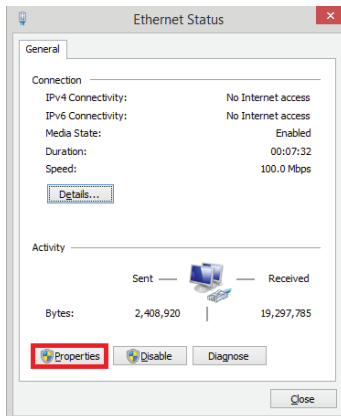 Ethernet Status
General
Connection
IPv4 Connectivity: No Internet access
IPv6 Connectivity: No Internet access
Media State: Enabled
Duration: 00:07:32
Speed: 100.0 Mbps
Details...
Activity
Sent Received
Bytes: 2,408,920 19,297,785
Properties Disable Diagnose
Close